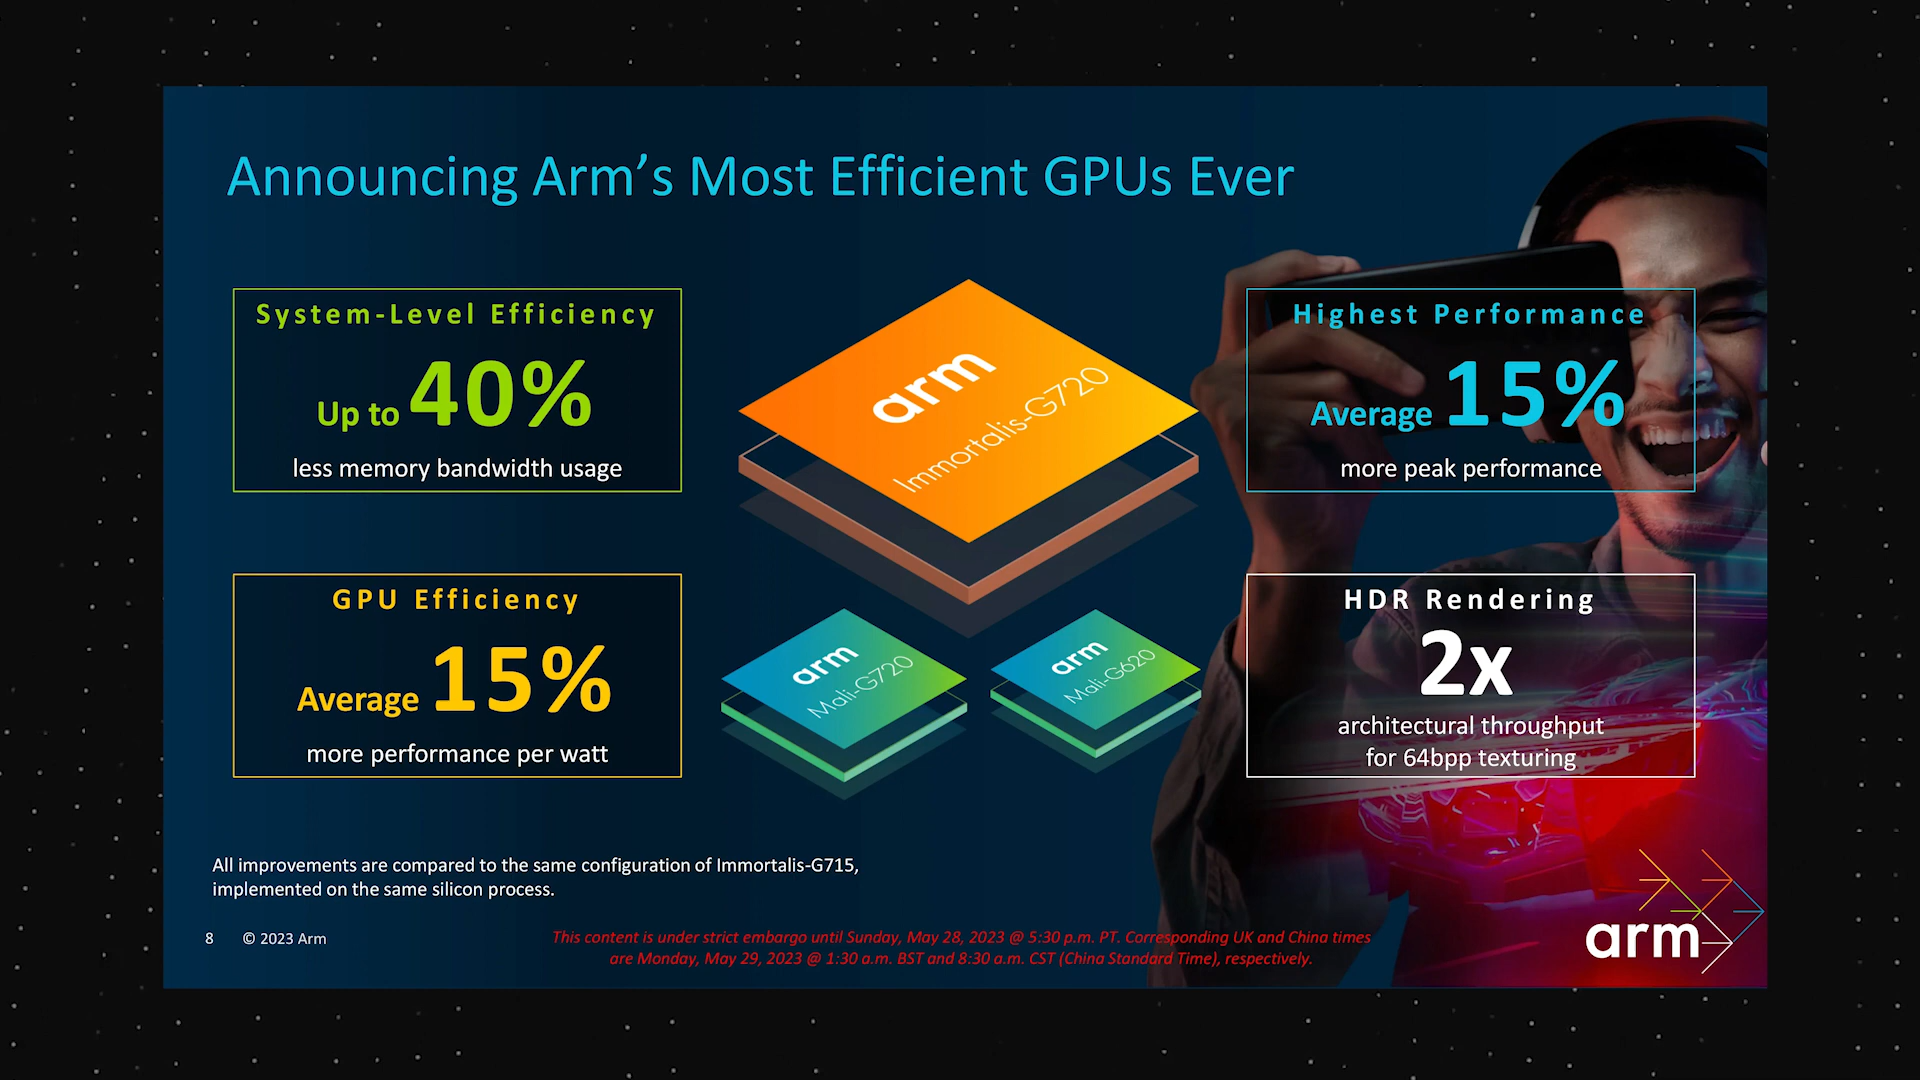 Announcing Arm’s Most Efficient GPUs Ever
System-Level Efficiency
Up to 40%
less memory bandwidth usage
arm
Immortalis-G720
Highest Performance
Average 15%
more peak performance
GPU Efficiency
Average 15%
more performance per watt
arm
Mali-G720
arm
Mali-G620
HDR Rendering
2x
architectural throughput
for 64bpp texturing
All improvements are compared to the same configuration of Immortalis-G715,
implemented on the same silicon process.
8 © 2023 Arm
This content is under strict embargo until Sunday, May 28, 2023 @ 5:30 p.m. PT. Corresponding UK and China times
are Monday, May 29, 2023 @ 1:30 a.m. BST and 8:30 a.m. CST (China Standard Time), respectively.
arm